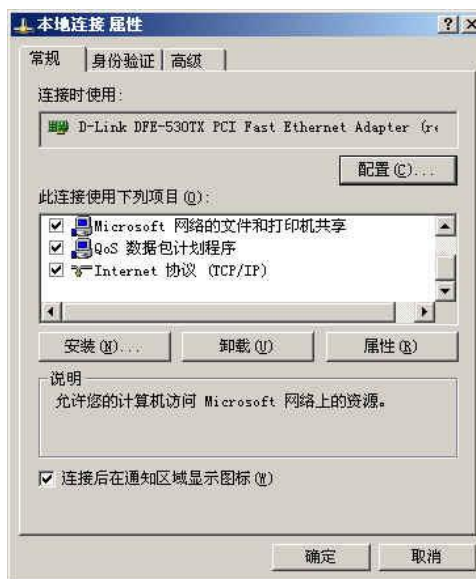 本地连接 属性
常规 身份验证 高级
连接时使用:
D-Link DFE-530TX PCI Fast Ethernet Adapter (re
配置(C)...
此连接使用下列项目(O):
Microsoft 网络的文件和打印机共享
QoS 数据包计划程序
Internet 协议 (TCP/IP)
安装(N)... 卸载(U) 属性(R)
说明
允许您的计算机访问 Microsoft 网络上的资源。
连接后在通知区域显示图标(W)
确定 取消